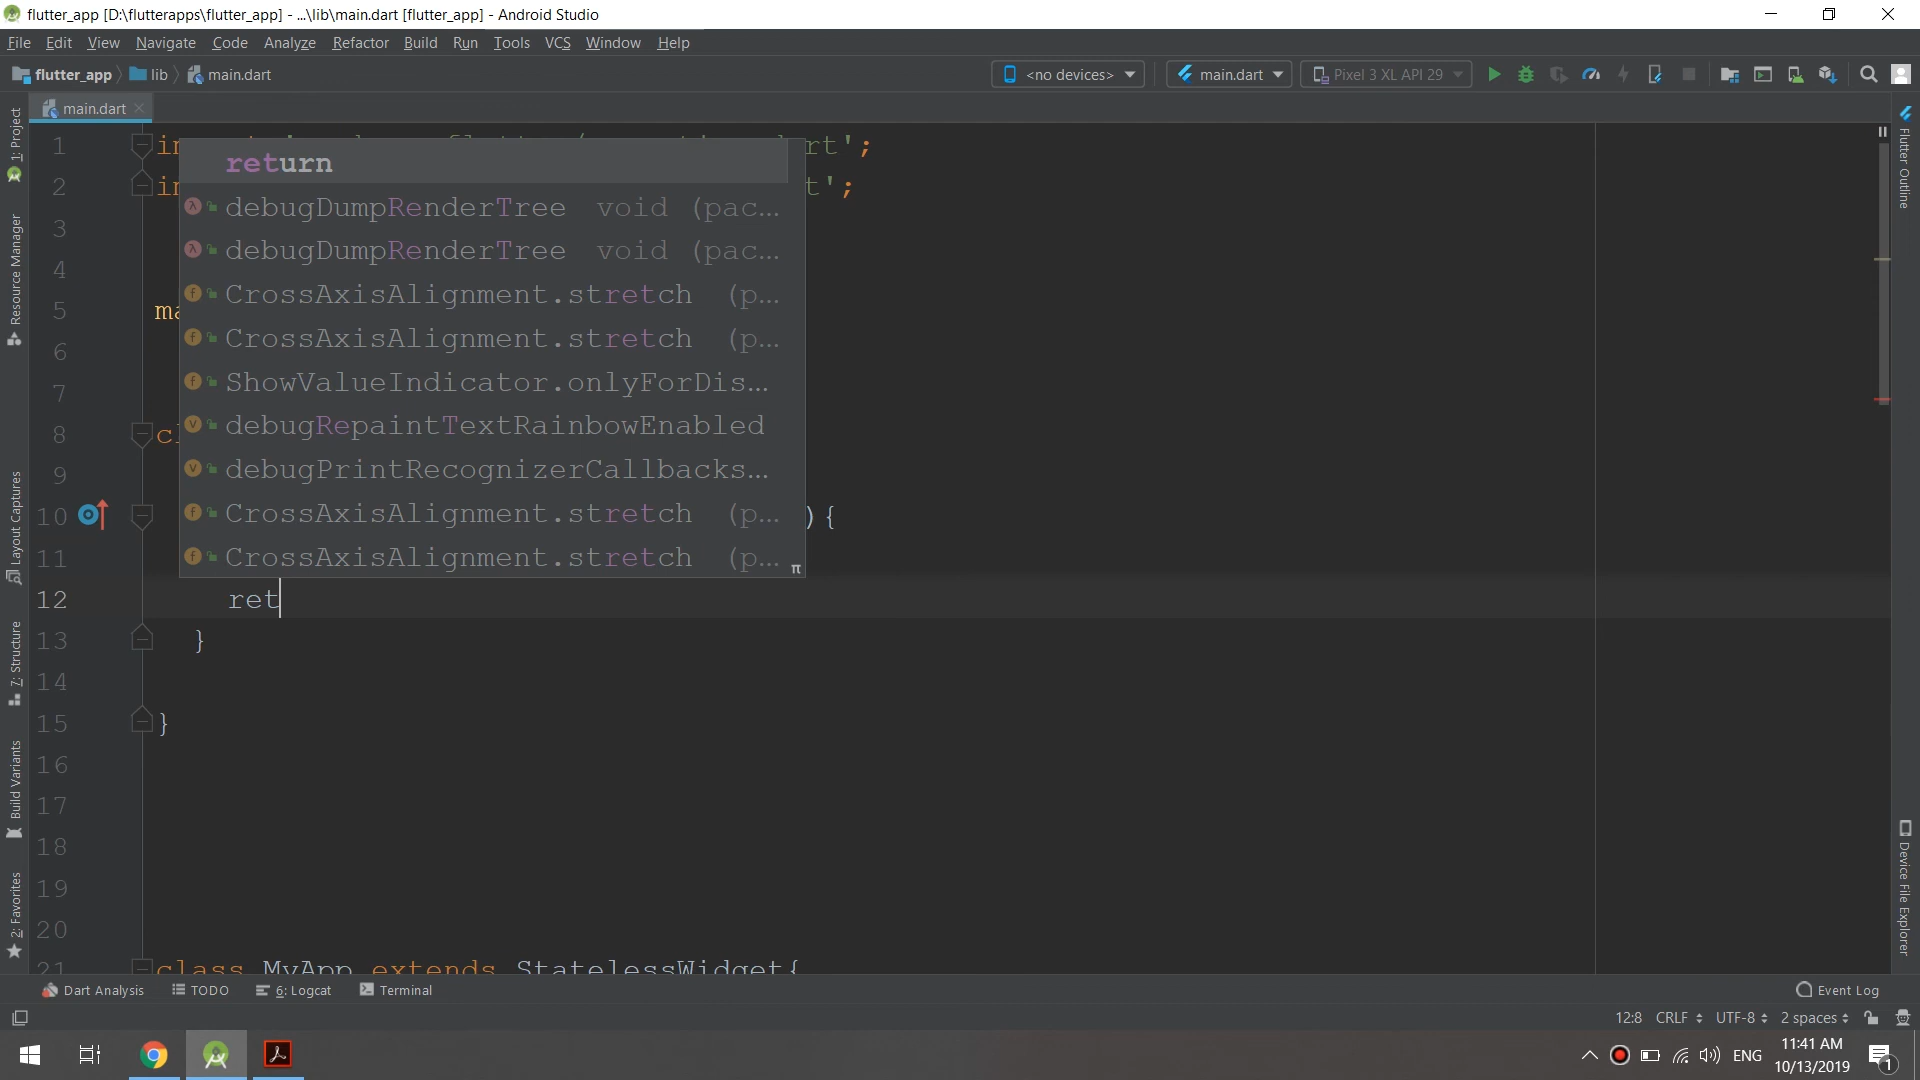 flutter_app [D:\flutterapps\flutter_app] - ...\lib\main.dart [flutter_app] - Android Studio
File Edit View Navigate Code Analyze Refactor Build Run Tools VCS Window Help
flutter_app lib main.dart <no devices> main.dart Pixel 3 XL API 29
main.dart
1: Project
Resource Manager
Layout Captures
7: Structure
Build Variants
2: Favorites
Flutter Outline
Device File Explorer
1 rt';
2 t';
3
4
5
6
7
8
9
10 ){
11
12 ret
13 }
14
15 }
16
17
18
19
20
21 class MyApp extends StatelessWidget{
return
debugDumpRenderTree void (pac...
debugDumpRenderTree void (pac...
CrossAxisAlignment.stretch (p...
CrossAxisAlignment.stretch (p...
ShowValueIndicator.onlyForDis...
debugRepaintTextRainbowEnabled
debugPrintRecognizerCallbacks...
CrossAxisAlignment.stretch (p...
CrossAxisAlignment.stretch (p...
π
Dart Analysis TODO 6: Logcat Terminal Event Log
12:8 CRLF UTF-8 2 spaces
ENG 11:41 AM
10/13/2019
1